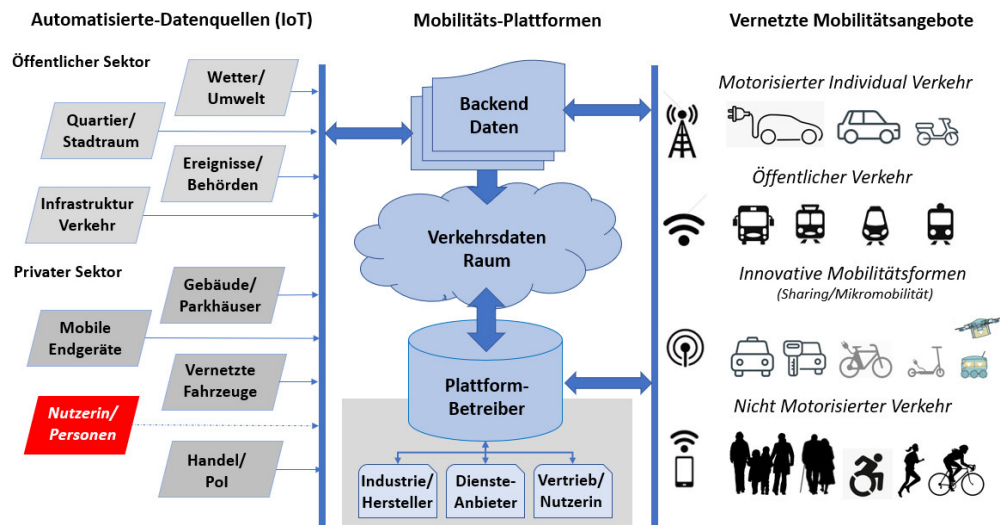 Automatisierte-Datenquellen (IoT)
Öffentlicher Sektor
Wetter/
Umwelt
Quartier/
Stadtraum
Ereignisse/
Behörden
Infrastruktur
Verkehr
Privater Sektor
Gebäude/
Parkhäuser
Mobile
Endgeräte
Vernetzte
Fahrzeuge
Nutzerin/
Personen
Handel/
PoI
Mobilitäts-Plattformen
Backend
Daten
Verkehrsdaten
Raum
Plattform-
Betreiber
Industrie/
Hersteller
Dienste-
Anbieter
Vertrieb/
Nutzerin
Vernetzte Mobilitätsangebote
Motorisierter Individual Verkehr
Öffentlicher Verkehr
Innovative Mobilitätsformen
(Sharing/Mikromobilität)
Nicht Motorisierter Verkehr